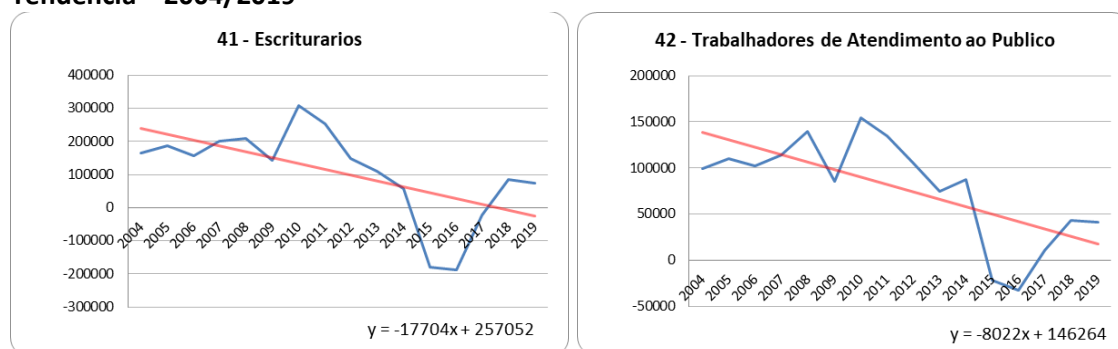 Tendência – 2004/2019
41 - Escriturarios
400000
300000
200000
100000
0
-100000
-200000
-300000
2004 2005 2006 2007 2008 2009 2010 2011 2012 2013 2014 2015 2016 2017 2018 2019
y = -17704x + 257052
42 - Trabalhadores de Atendimento ao Publico
200000
150000
100000
50000
0
-50000
2004 2005 2006 2007 2008 2009 2010 2011 2012 2013 2014 2015 2016 2017 2018 2019
y = -8022x + 146264